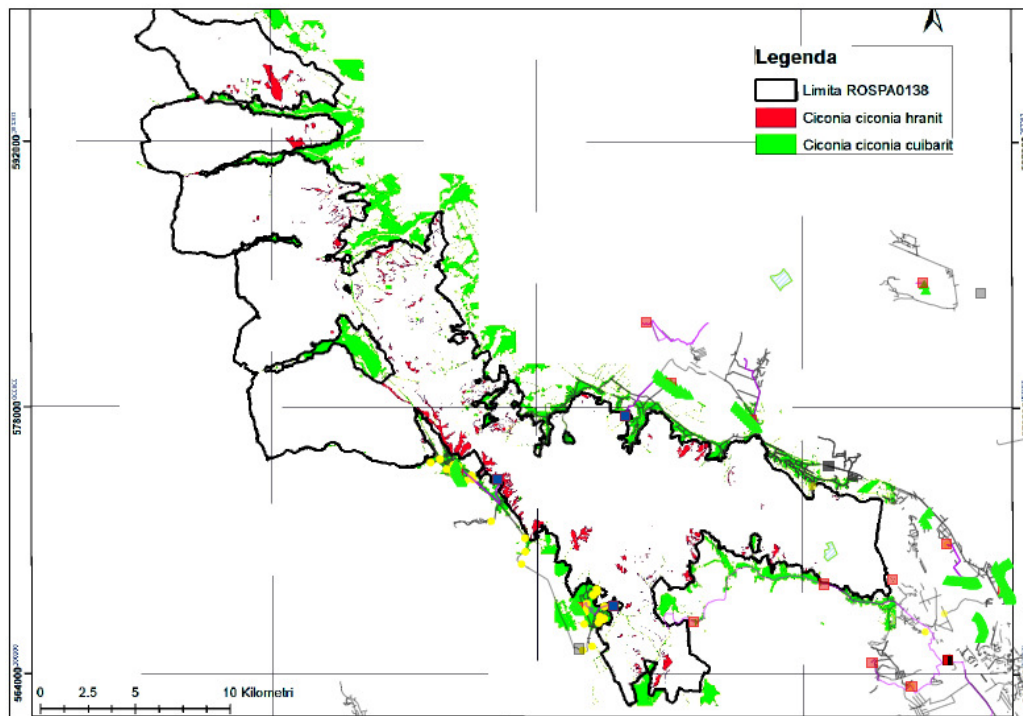 Legenda
Limita ROSPA0138
Ciconia ciconia hranit
Ciconia ciconia cuibarit
592000
578000
564000
0 2.5 5 10 Kilometri